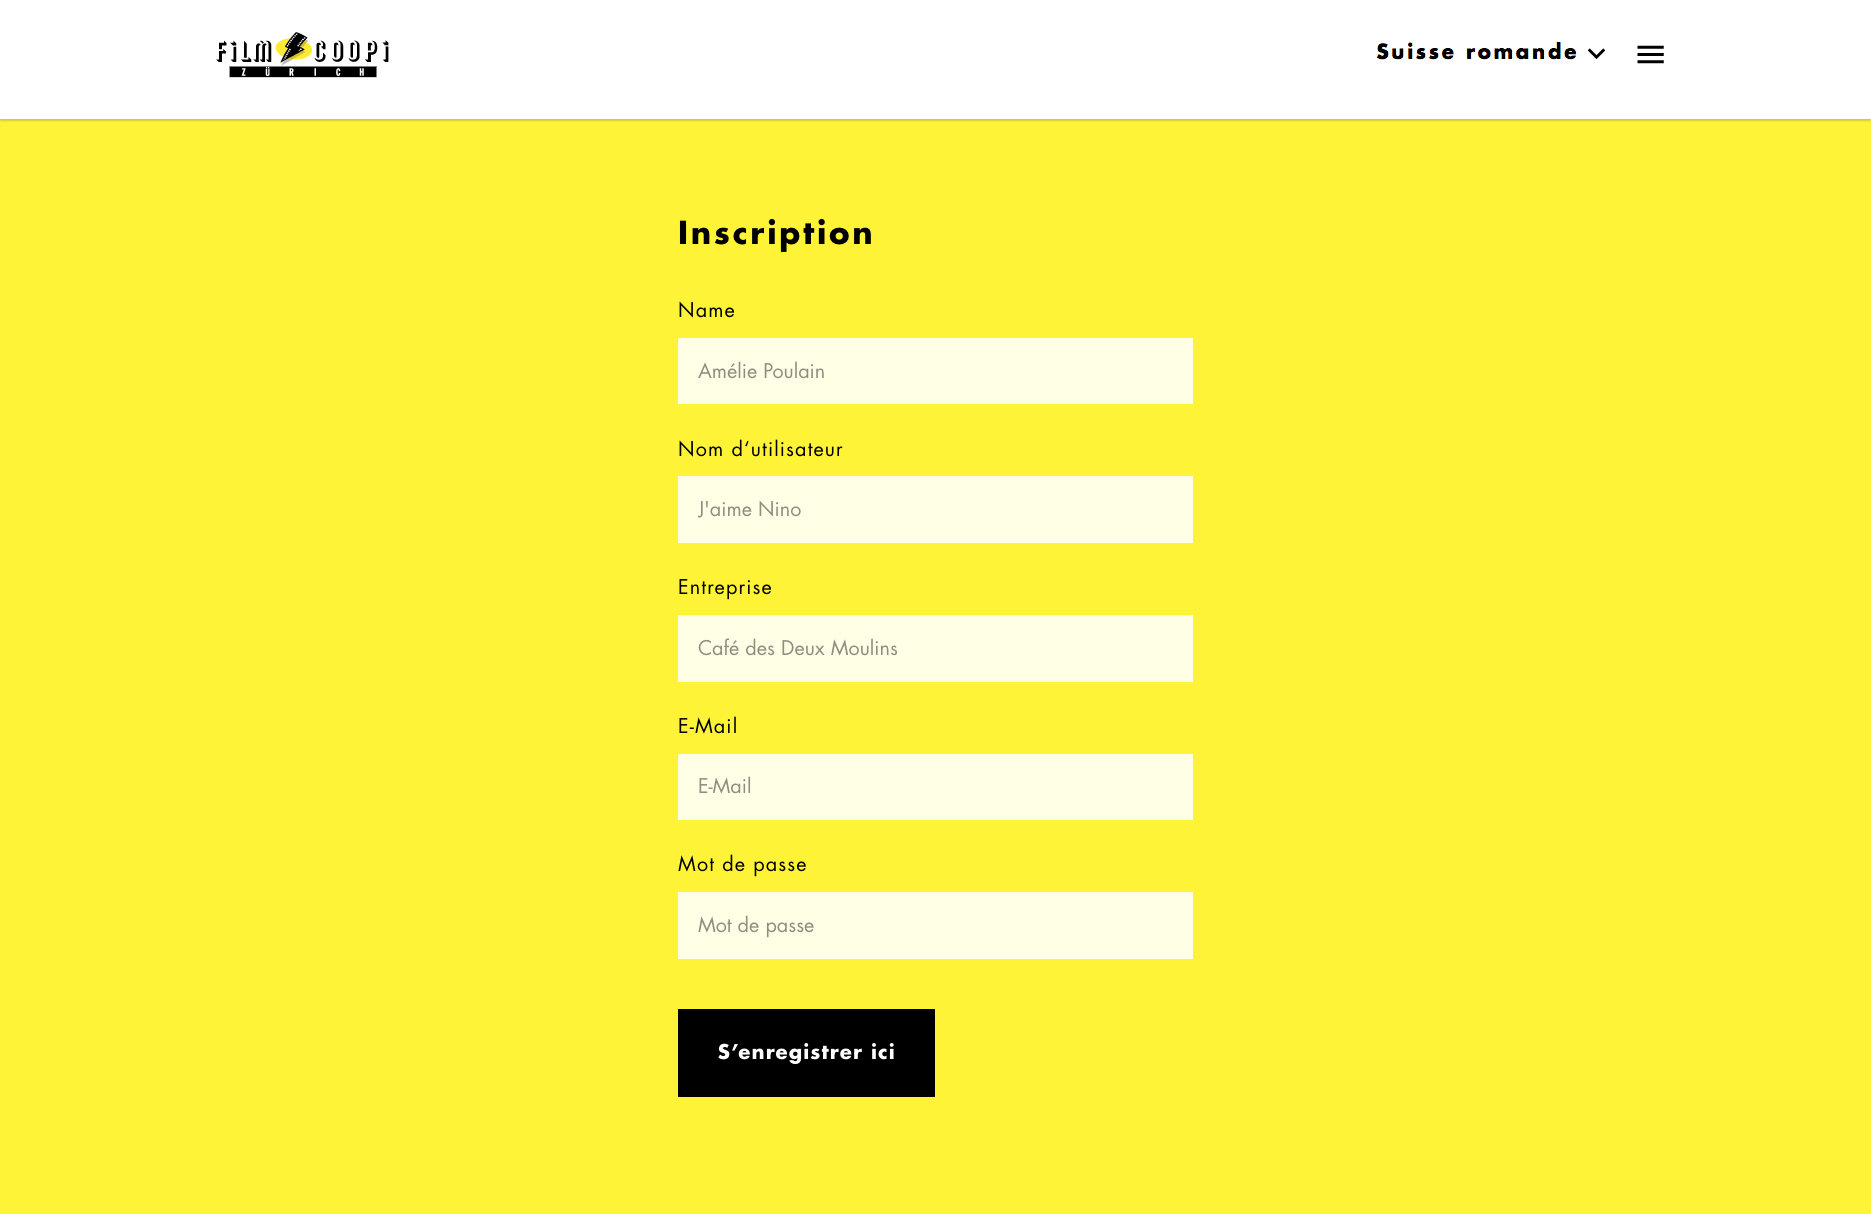 FiLM COOPi
ZÜRICH
Suisse romande
Inscription
Name
Amélie Poulain
Nom d‘utilisateur
J'aime Nino
Entreprise
Café des Deux Moulins
E-Mail
E-Mail
Mot de passe
Mot de passe
S’enregistrer ici